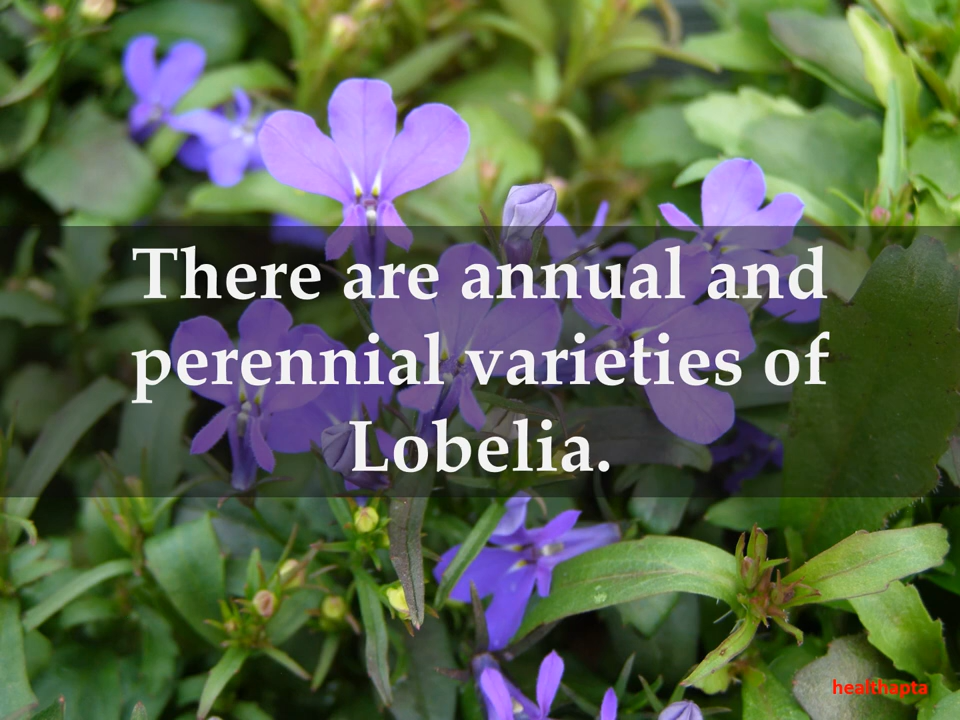 There are annual and
perennial varieties of
Lobelia.
healthapta